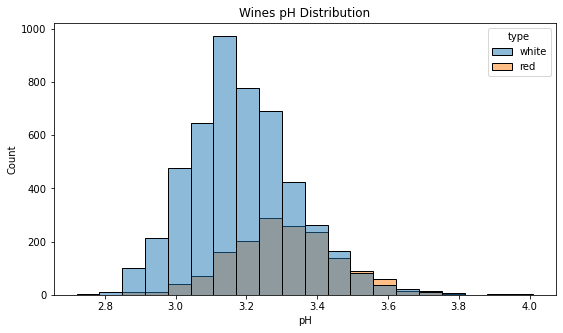 Wines pH Distribution
type
white
red
Count
1000
800
600
400
200
0
2.8 3.0 3.2 3.4 3.6 3.8 4.0
pH